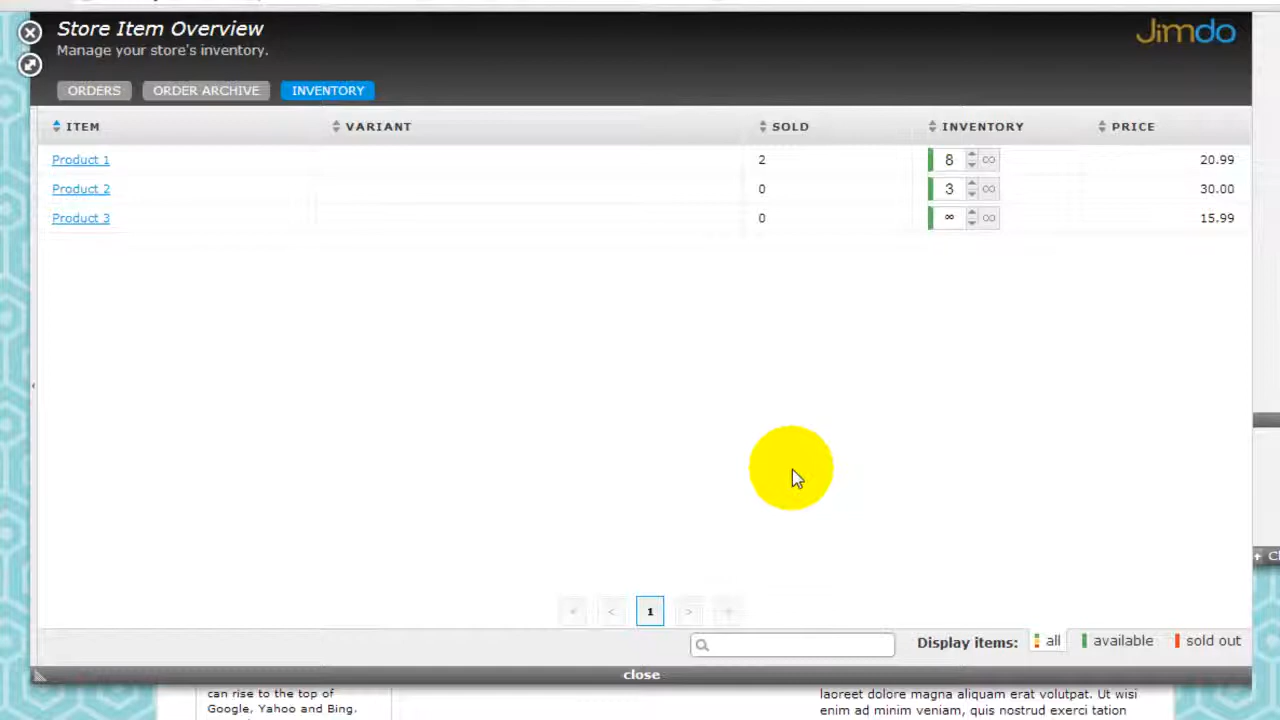 Store Item Overview
Jimdo
Manage your store's inventory.
ORDERS ORDER ARCHIVE INVENTORY
ITEM VARIANT SOLD INVENTORY PRICE
Product 1 2 8 ∞ 20.99
Product 2 0 3 ∞ 30.00
Product 3 0 ∞ ∞ 15.99
< 1 >
Display items: all available sold out
close
can rise to the top of
Google, Yahoo and Bing.
laoreet dolore magna aliquam erat volutpat. Ut wisi
enim ad minim veniam, quis nostrud exerci tation